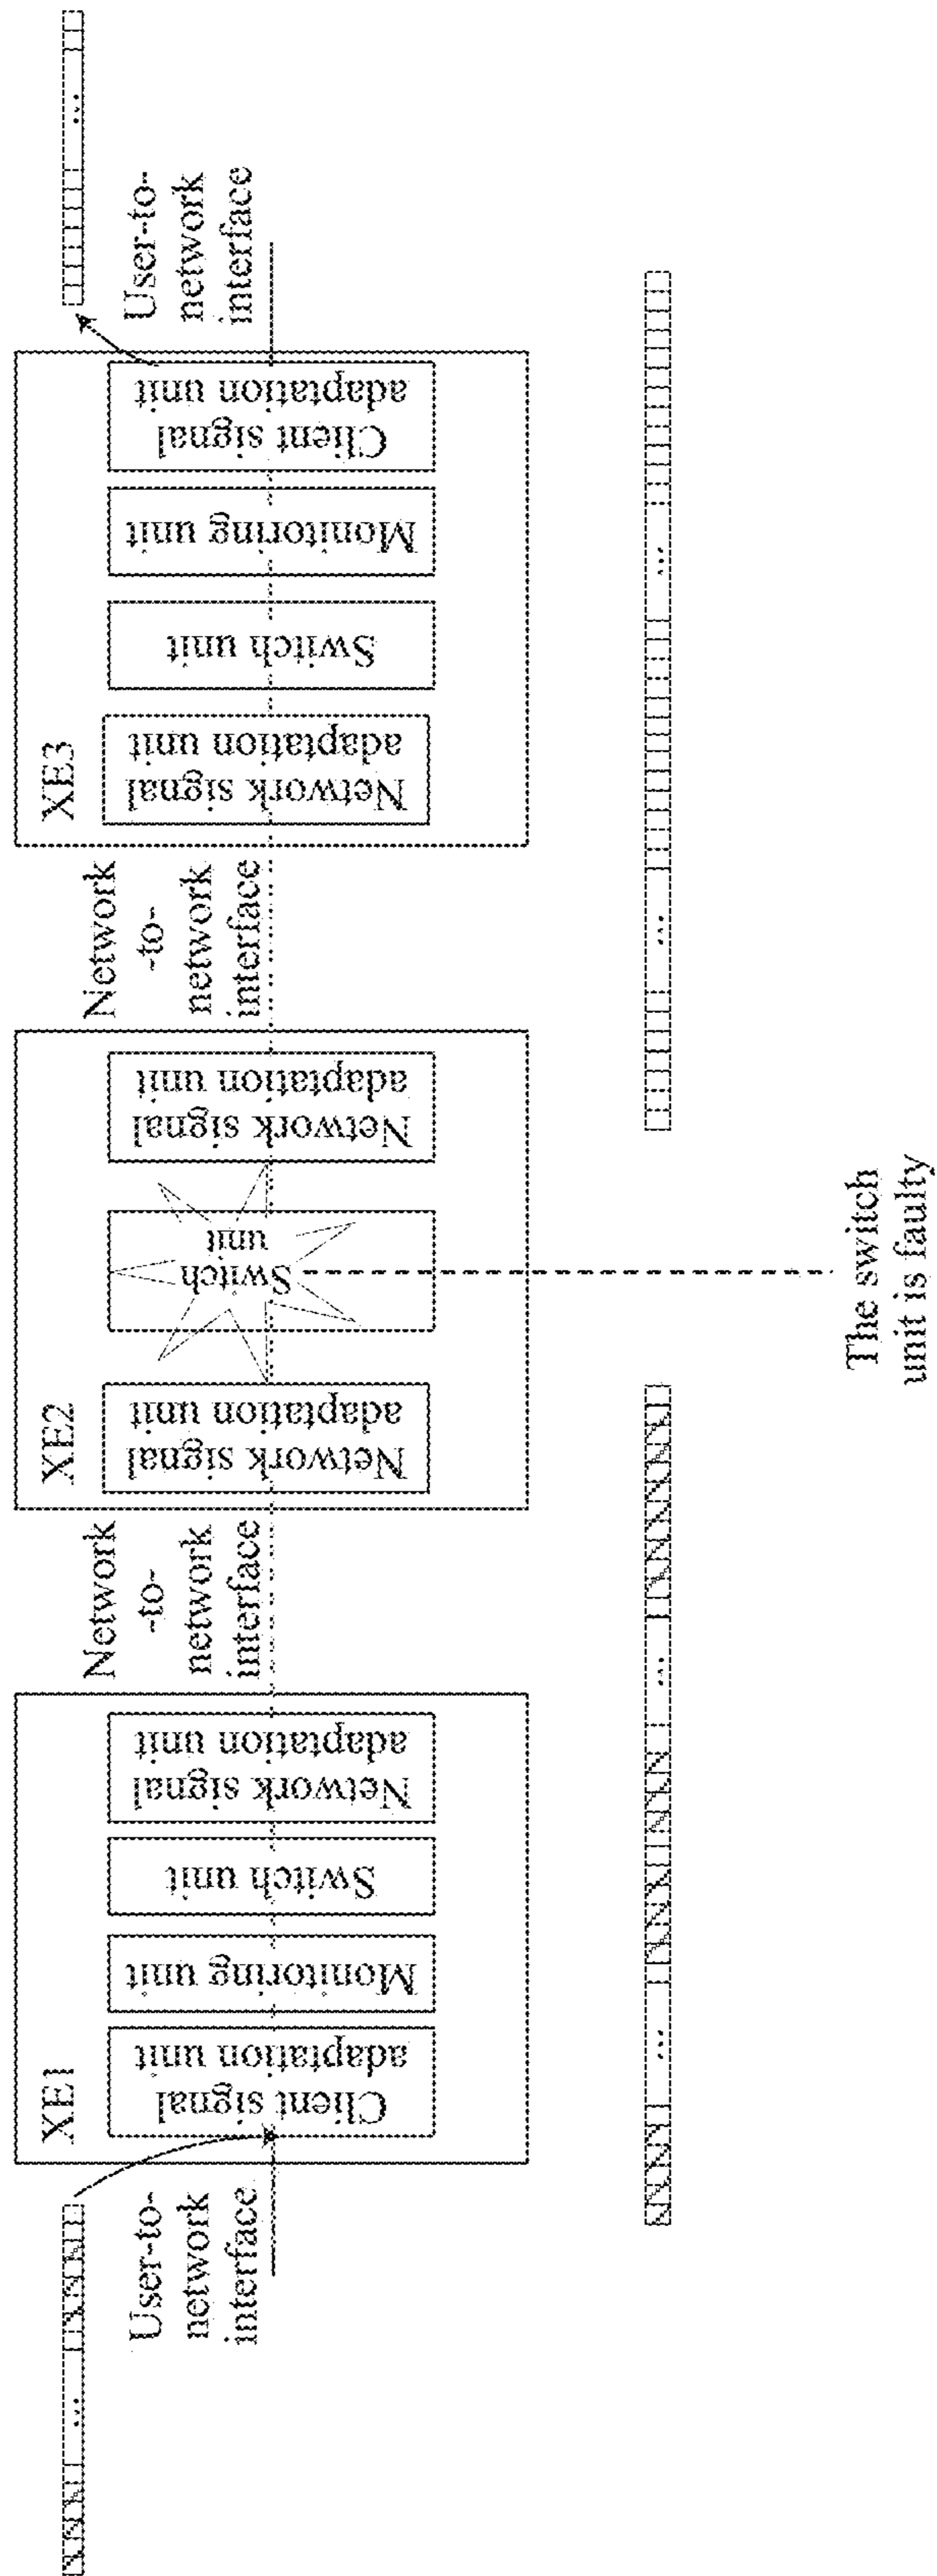 User-to-
network
interface
XE1
Client signal
adaptation unit
Monitoring unit
Switch unit
Network signal
adaptation unit
Network
-to-
network
interface
XE2
Network signal
adaptation unit
Switch
unit
Network signal
adaptation unit
The switch
unit is faulty
Network
-to-
network
interface
XE3
Network signal
adaptation unit
Switch unit
Monitoring unit
Client signal
adaptation unit
User-to-
network
interface
...
...
...
...
...
...